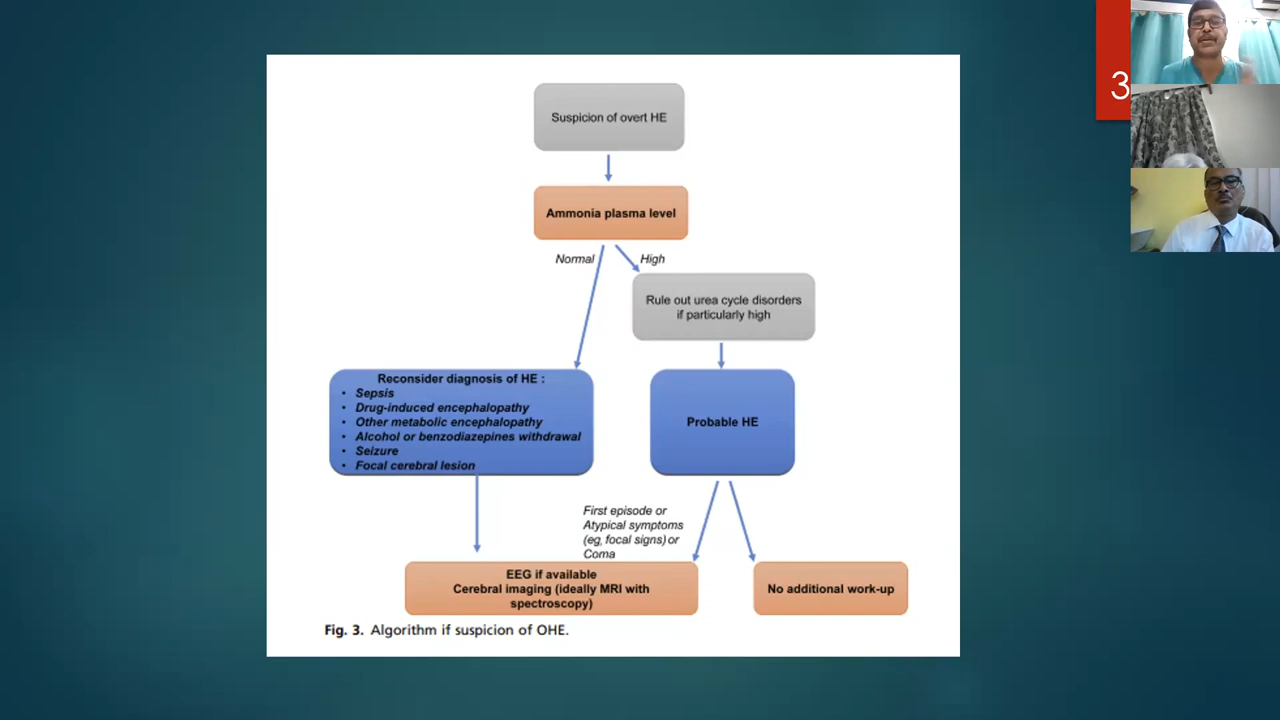 3
Suspicion of overt HE
Ammonia plasma level
Normal
High
Rule out urea cycle disorders
if particularly high
Reconsider diagnosis of HE :
• Sepsis
• Drug-induced encephalopathy
• Other metabolic encephalopathy
• Alcohol or benzodiazepines withdrawal
• Seizure
• Focal cerebral lesion
Probable HE
First episode or
Atypical symptoms
(eg, focal signs) or
Coma
EEG if available
Cerebral imaging (ideally MRI with
spectroscopy)
No additional work-up
Fig. 3. Algorithm if suspicion of OHE.